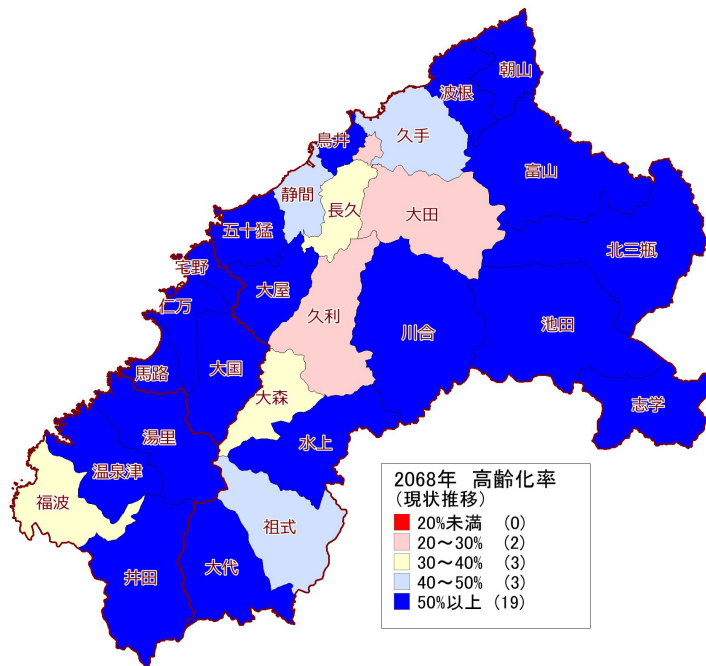 朝山
波根
鳥井
久手
富山
静間
長久
大田
五十猛
北三瓶
宅野
大屋
仁万
久利
川合
池田
馬路
大国
大森
志学
湯里
水上
温泉津
福波
祖式
井田
大代
2068年 高齢化率
(現状推移)
20%未満 (0)
20～30% (2)
30～40% (3)
40～50% (3)
50%以上 (19)